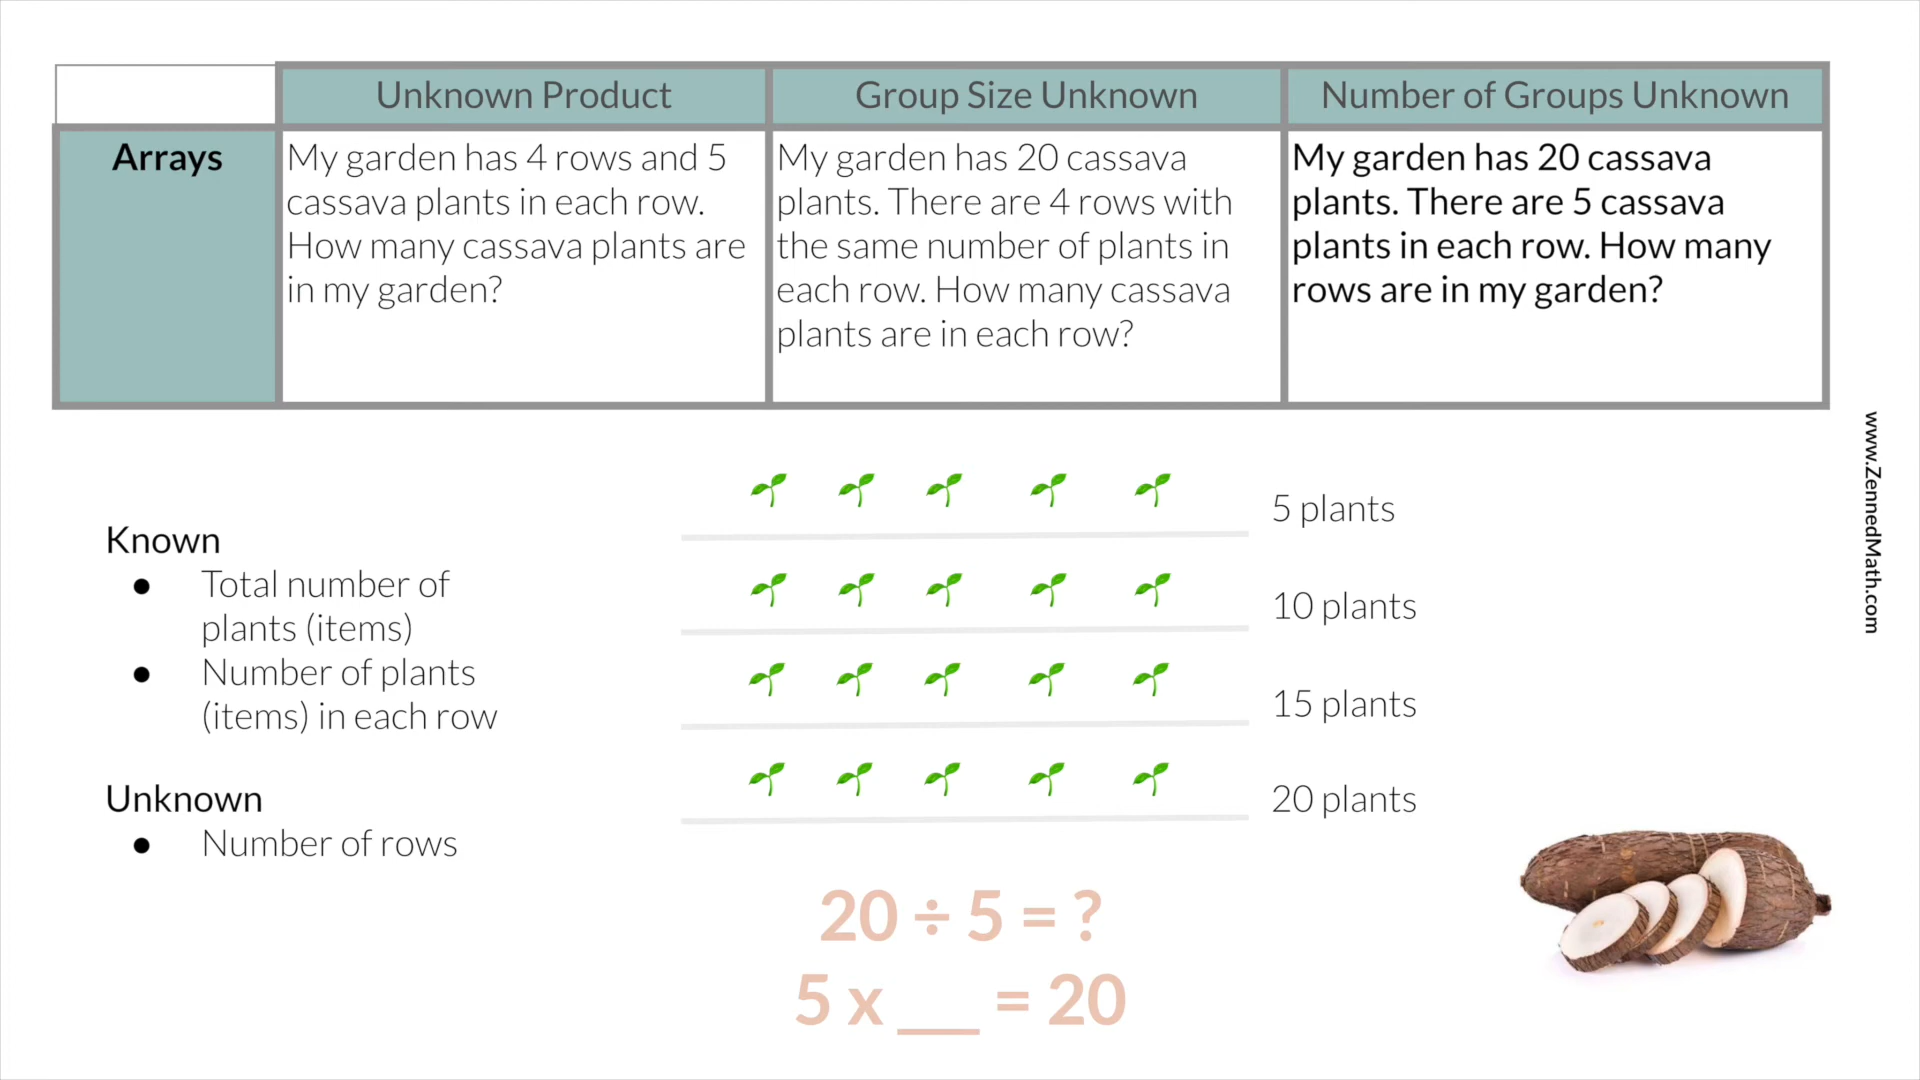 Unknown Product
Group Size Unknown
Number of Groups Unknown
Arrays
My garden has 4 rows and 5
cassava plants in each row.
How many cassava plants are
in my garden?
My garden has 20 cassava
plants. There are 4 rows with
the same number of plants in
each row. How many cassava
plants are in each row?
My garden has 20 cassava
plants. There are 5 cassava
plants in each row. How many
rows are in my garden?
Known
● Total number of
plants (items)
● Number of plants
(items) in each row
Unknown
● Number of rows
5 plants
10 plants
15 plants
20 plants
20 ÷ 5 = ?
5 x ___ = 20
www.ZennedMath.com